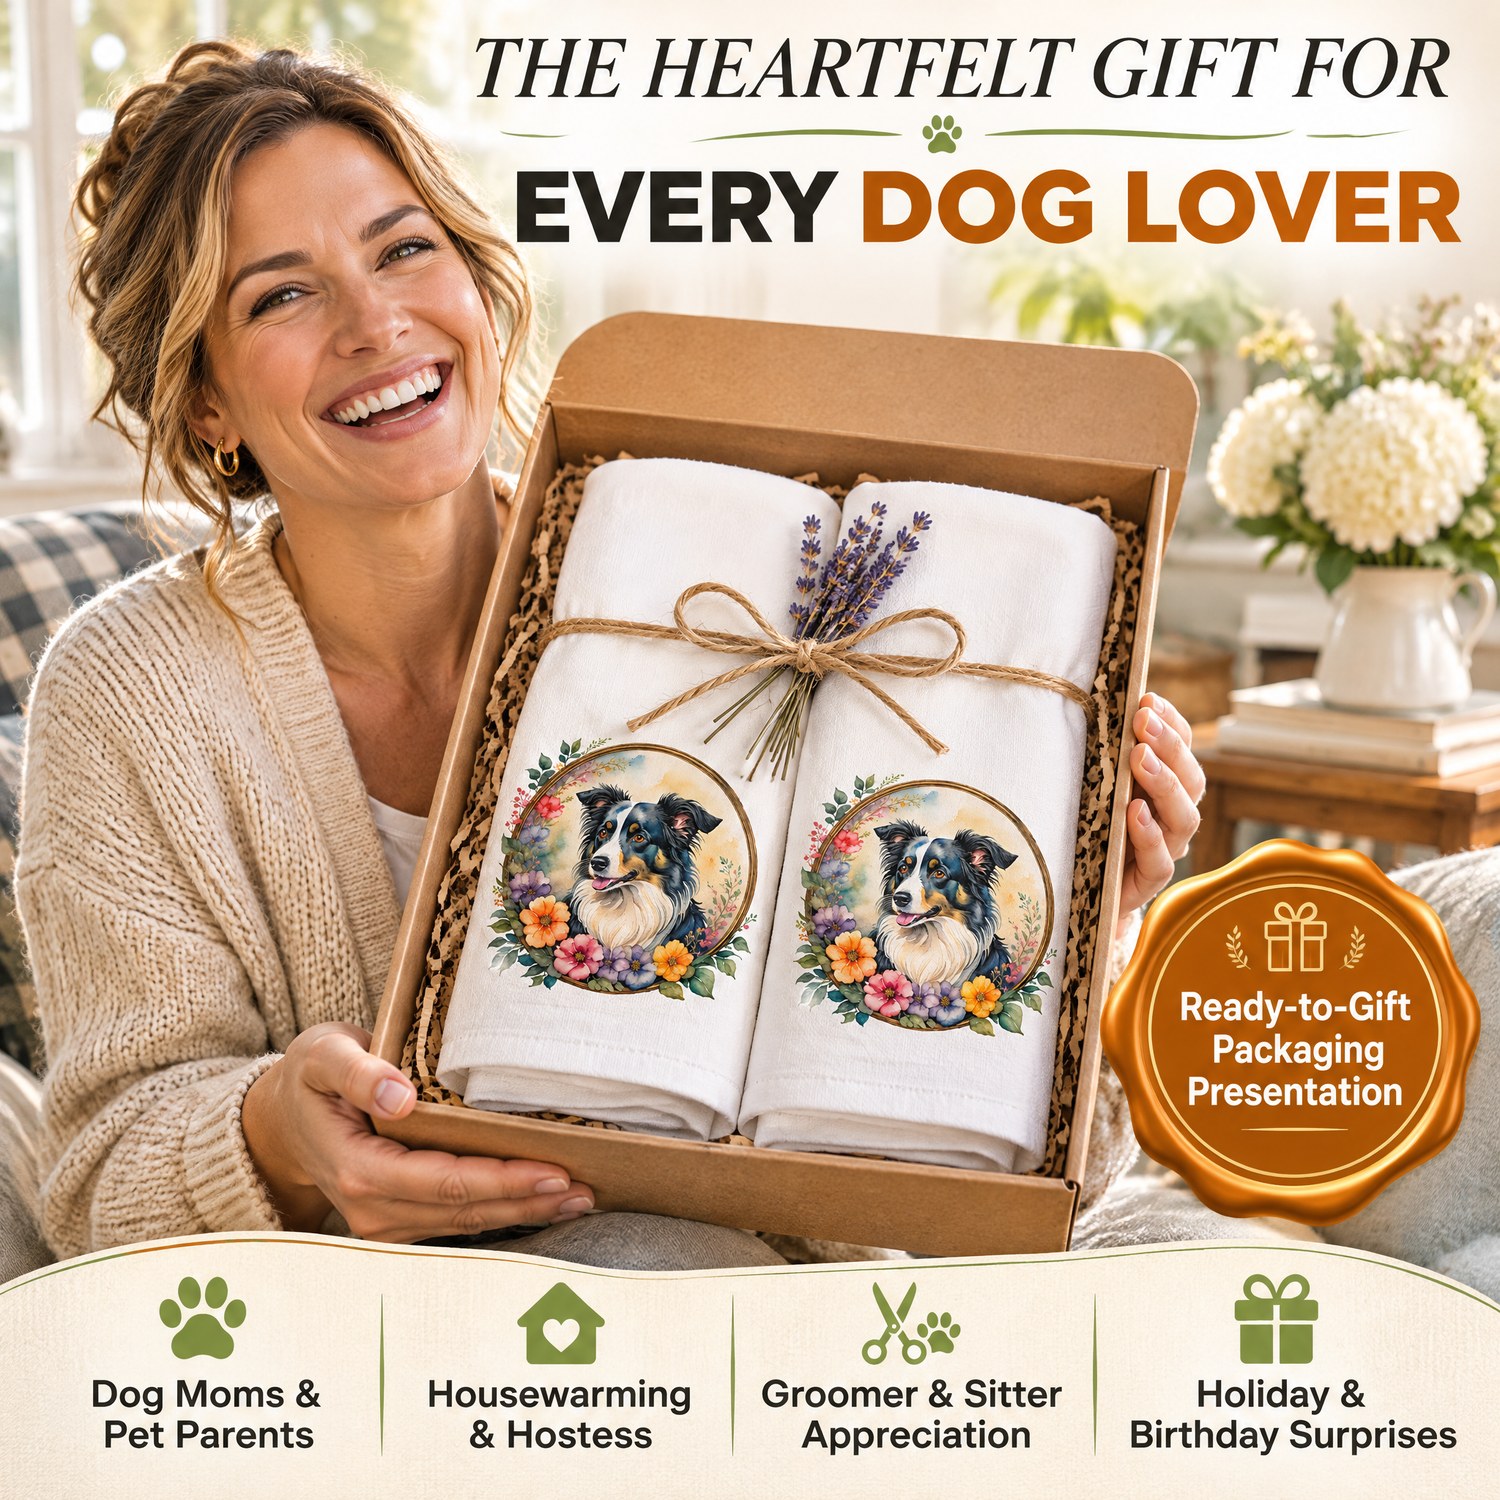 THE HEARTFELT GIFT FOR
EVERY DOG LOVER
Ready-to-Gift
Packaging
Presentation
Dog Moms &
Pet Parents
Housewarming
& Hostess
Groomer & Sitter
Appreciation
Holiday &
Birthday Surprises